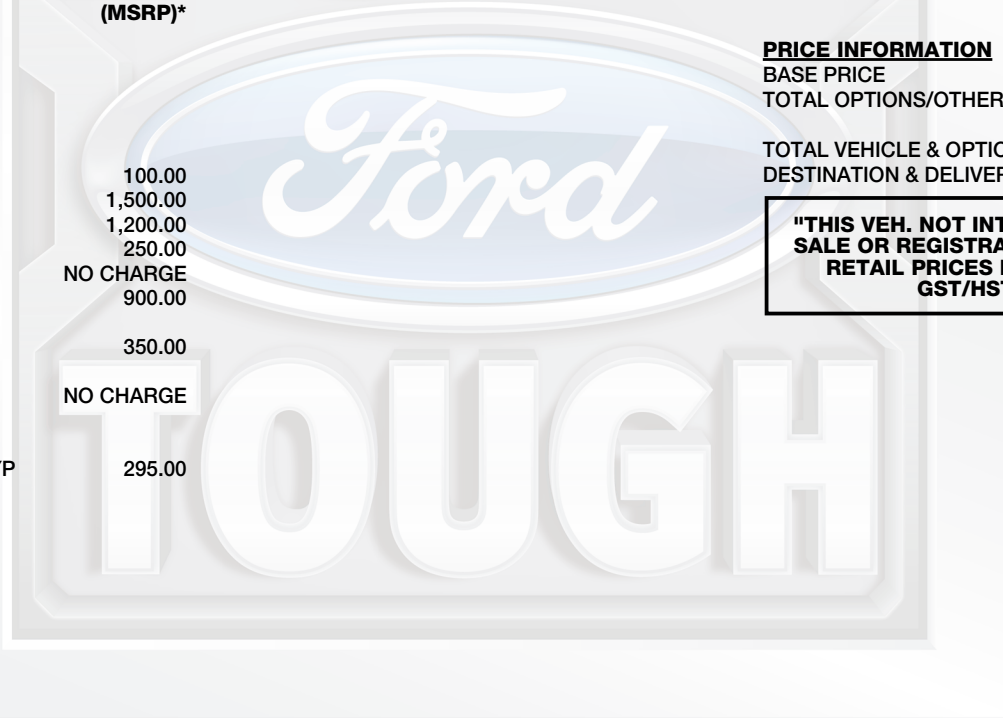 (MSRP)*
100.00
1,500.00
1,200.00
250.00
NO CHARGE
900.00
350.00
NO CHARGE
295.00
PRICE INFORMATION
BASE PRICE
TOTAL OPTIONS/OTHER
TOTAL VEHICLE &
DESTINATION &
"THIS VEH. NOT
SALE OR
RETAIL PRICES
Ford
TOUGH